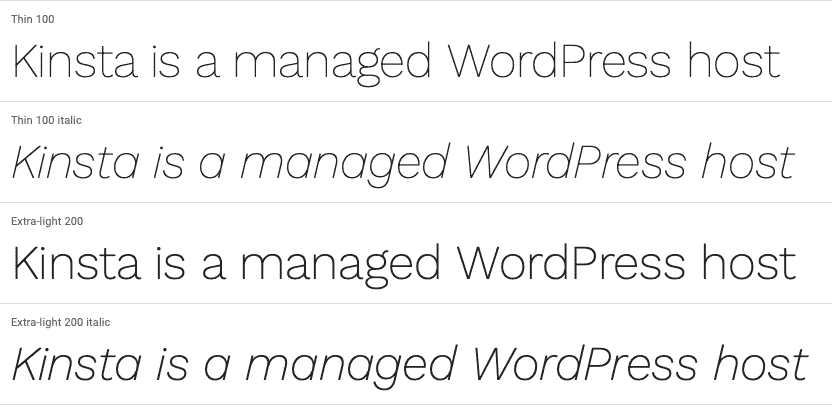 Thin 100
Kinsta is a managed WordPress host
Thin 100 italic
Kinsta is a managed WordPress host
Extra-light 200
Kinsta is a managed WordPress host
Extra-light 200 italic
Kinsta is a managed WordPress host